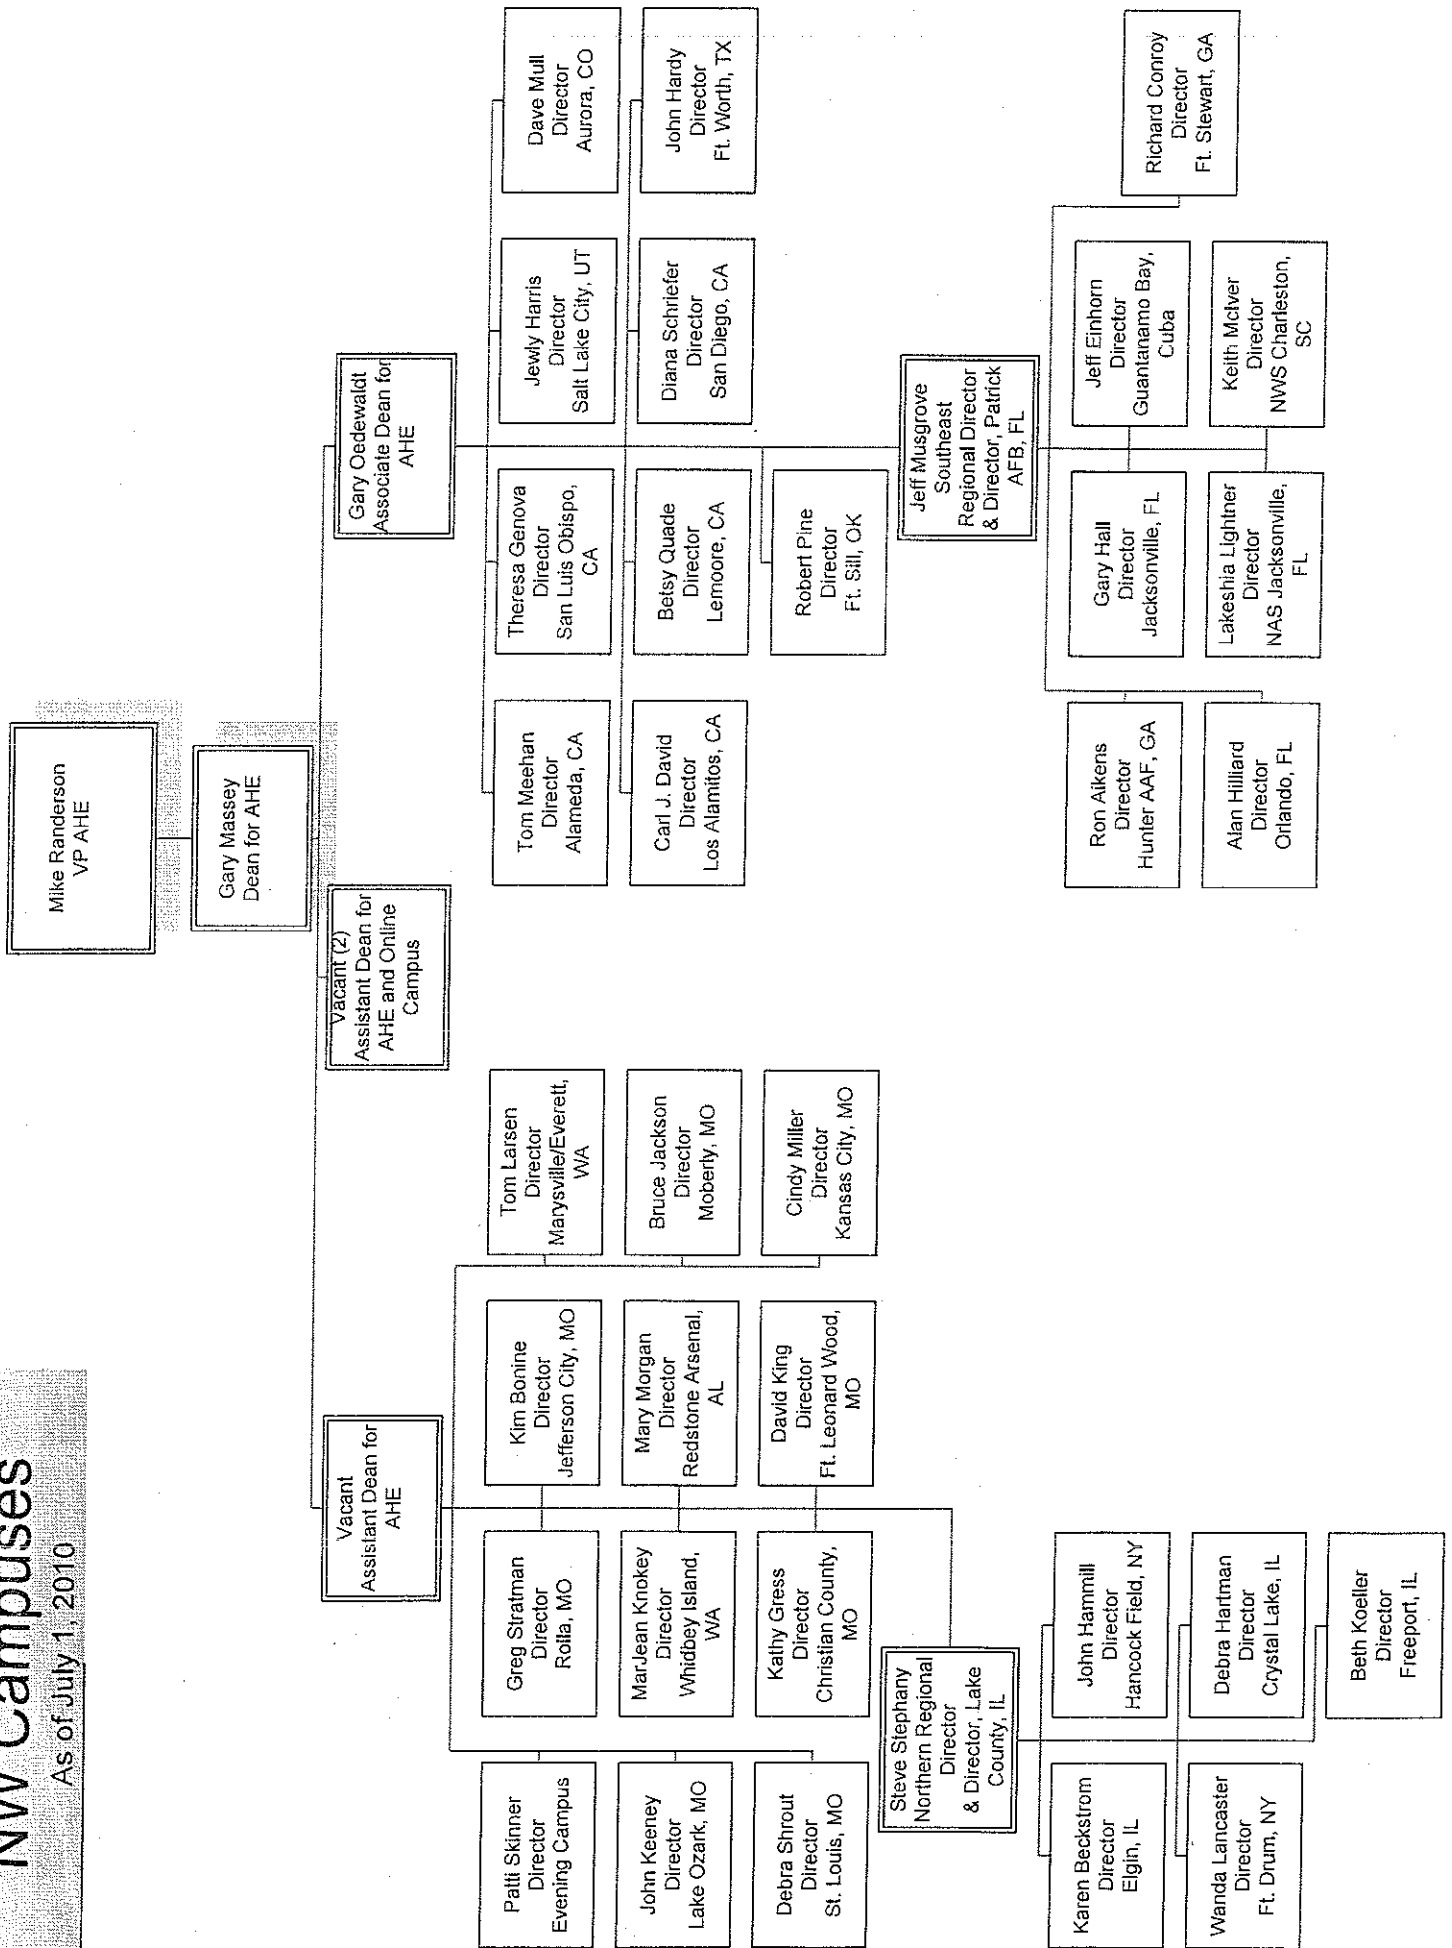 NW Campuses
As of July 1, 2010
Mike Randerson
VP AHE
Gary Massey
Dean for AHE
Vacant
Assistant Dean for
AHE
Vacant (2)
Assistant Dean for
AHE and Online
Campus
Gary Oedewaldt
Associate Dean for
AHE
Patti Skinner
Director
Evening Campus
Greg Stratman
Director
Rolla, MO
Kim Bonine
Director
Jefferson City, MO
Tom Larsen
Director
Marysville/Everett,
WA
John Keeney
Director
Lake Ozark, MO
MarJean Knokey
Director
Whidbey Island,
WA
Mary Morgan
Director
Redstone Arsenal,
AL
Bruce Jackson
Director
Moberly, MO
Debra Shrout
Director
St. Louis, MO
Kathy Gress
Director
Christian County,
MO
David King
Director
Ft. Leonard Wood,
MO
Cindy Miller
Director
Kansas City, MO
Steve Stephany
Northern Regional
Director
& Director, Lake
County, IL
Karen Beckstrom
Director
Elgin, IL
John Hammill
Director
Hancock Field, NY
Wanda Lancaster
Director
Ft. Drum, NY
Debra Hartman
Director
Crystal Lake, IL
Beth Koeller
Director
Freeport, IL
Tom Meehan
Director
Alameda, CA
Theresa Genova
Director
San Luis Obispo,
CA
Jewly Harris
Director
Salt Lake City, UT
Dave Mull
Director
Aurora, CO
Carl J. David
Director
Los Alamitos, CA
Betsy Quade
Director
Lemoore, CA
Diana Schriefer
Director
San Diego, CA
John Hardy
Director
Ft. Worth, TX
Robert Pine
Director
Ft. Sill, OK
Jeff Musgrove
Southeast
Regional Director
& Director, Patrick
AFB, FL
Ron Aikens
Director
Hunter AAF, GA
Gary Hall
Director
Jacksonville, FL
Jeff Einhorn
Director
Guantanamo Bay,
Cuba
Richard Conroy
Director
Ft. Stewart, GA
Alan Hilliard
Director
Orlando, FL
Lakeshia Lightner
Director
NAS Jacksonville,
FL
Keith McIver
Director
NWS Charleston,
SC